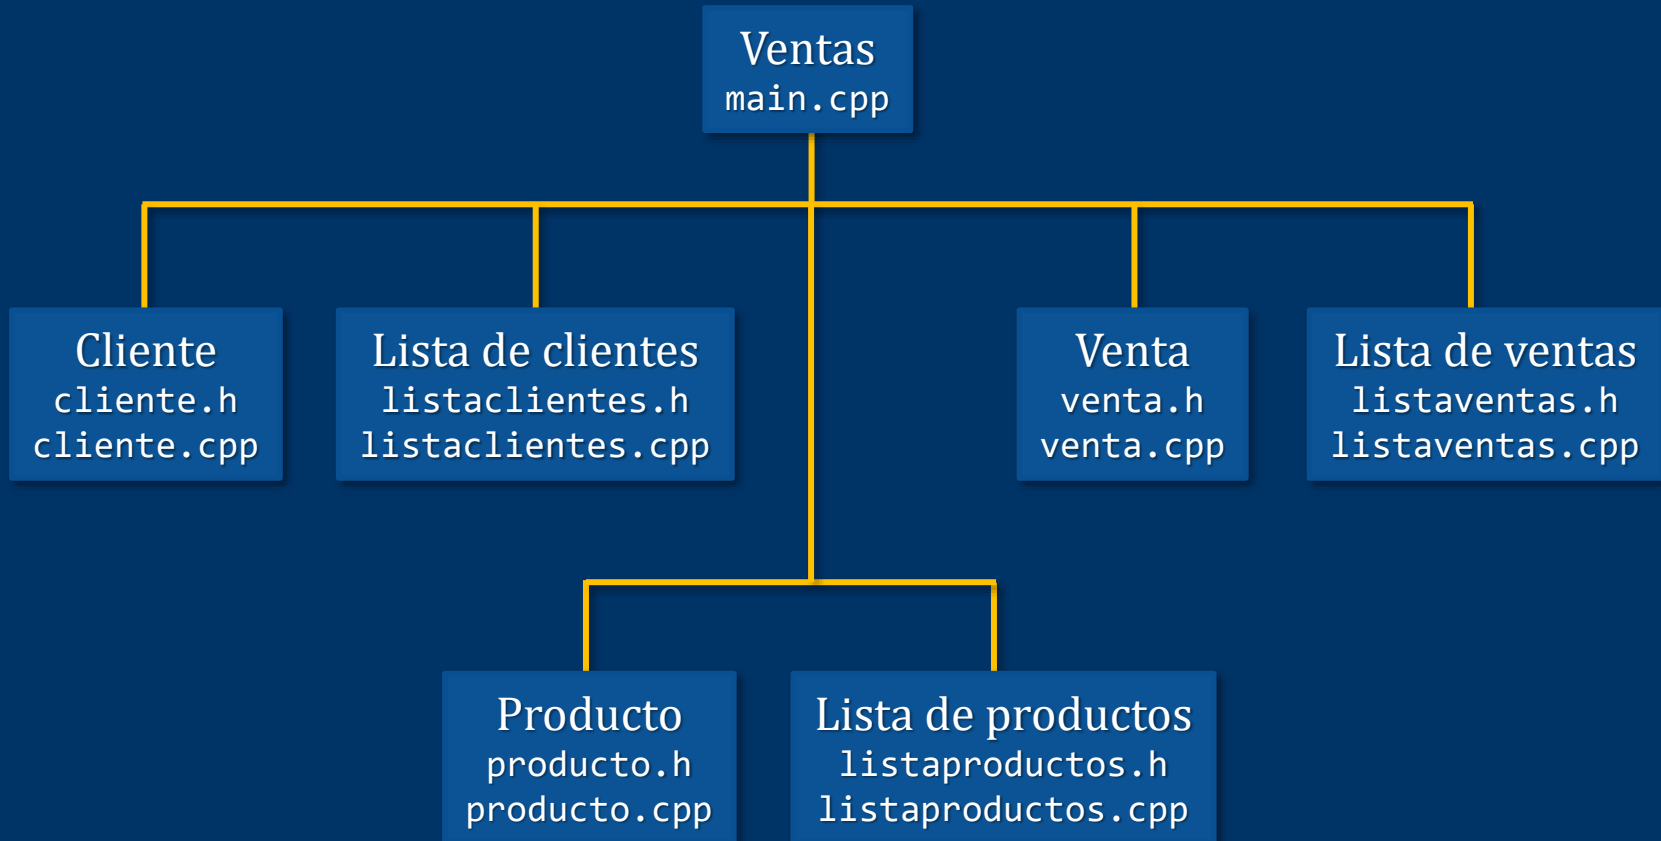 Ventas
main.cpp
Cliente
cliente.h
cliente.cpp
Lista de clientes
listaclientes.h
listaclientes.cpp
Venta
venta.h
venta.cpp
Lista de ventas
listaventas.h
listaventas.cpp
Producto
producto.h
producto.cpp
Lista de productos
listaproductos.h
listaproductos.cpp